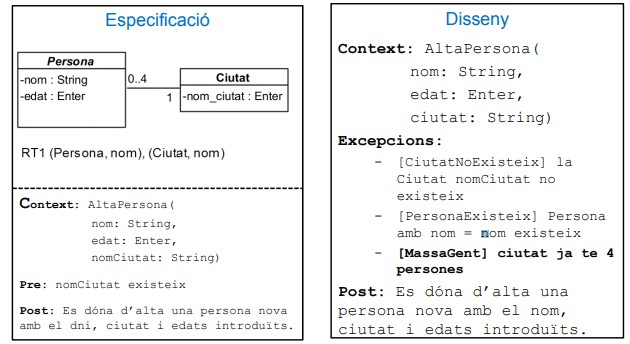 Especificació
Persona
-nom : String
-edat : Enter
0..4
1
Ciutat
-nom_ciutat : Enter
RT1 (Persona, nom), (Ciutat, nom)
Context: AltaPersona(
nom: String,
edat: Enter,
nomCiutat: String)
Pre: nomCiutat existeix
Post: Es dóna d'alta una persona nova
amb el dni, ciutat i edats introduïts.
Disseny
Context: AltaPersona(
nom: String,
edat: Enter,
ciutat: String)
Excepcions:
- [CiutatNoExisteix] la
Ciutat nomCiutat no
existeix
- [PersonaExisteix] Persona
amb nom = nom existeix
- [MassaGent] ciutat ja te 4
persones
Post: Es dóna d'alta una
persona nova amb el nom,
ciutat i edats introduïts.